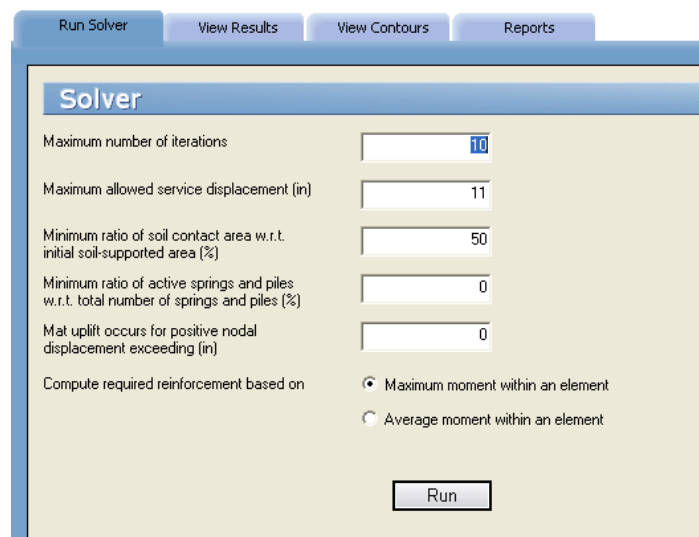 Run Solver
View Results
View Contours
Reports
Solver
Maximum number of iterations
10
Maximum allowed service displacement (in)
11
Minimum ratio of soil contact area w.r.t.
initial soil-supported area (%)
50
Minimum ratio of active springs and piles
w.r.t. total number of springs and piles (%)
0
Mat uplift occurs for positive nodal
displacement exceeding (in)
0
Compute required reinforcement based on
Maximum moment within an element
Average moment within an element
Run